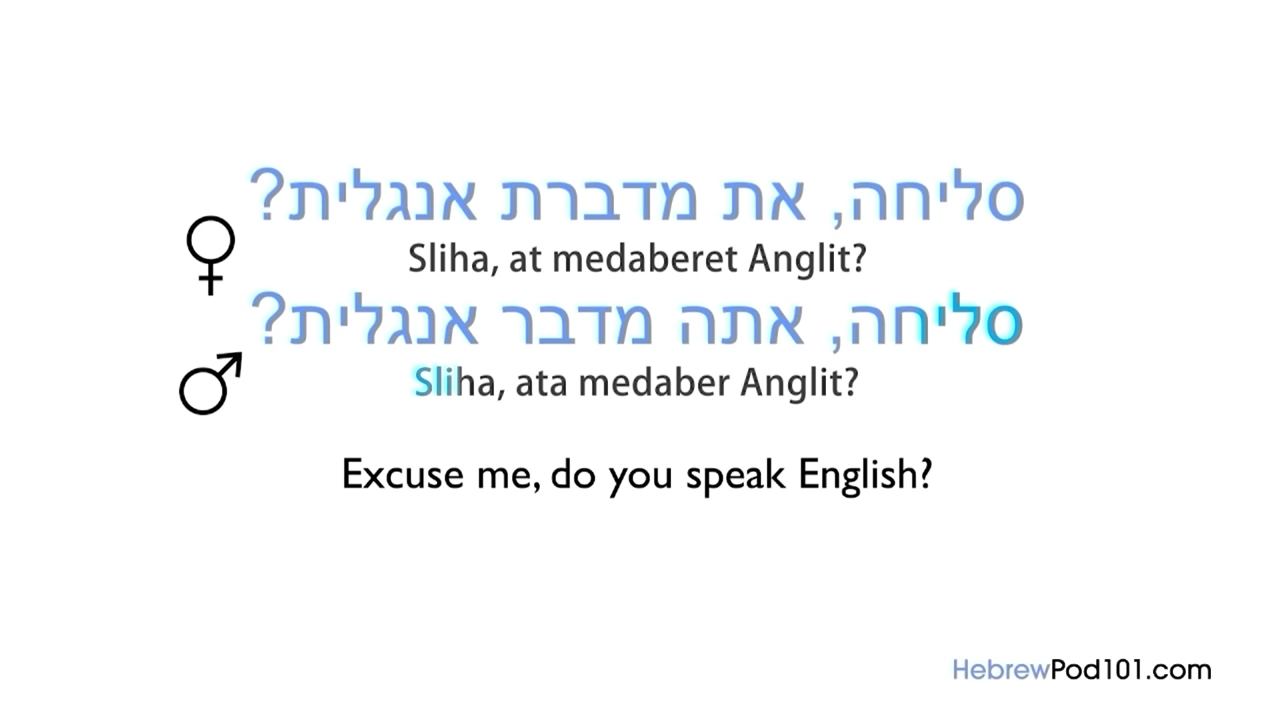 סליחה, את מדברת אנגלית?
Sliha, at medaberet Anglit?
סליחה, אתה מדבר אנגלית?
Sliha, ata medaber Anglit?
Excuse me, do you speak English?
HebrewPod101.com